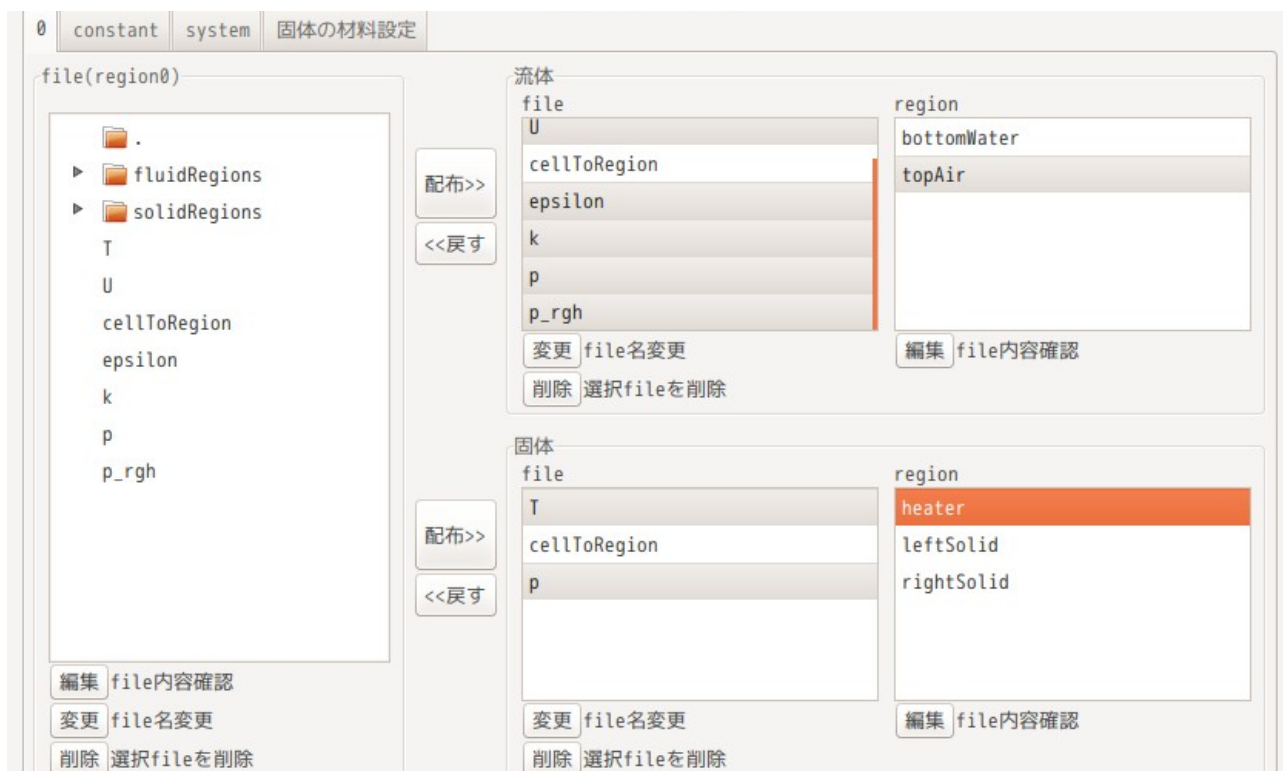 0 constant system 固体の材料設定
file(region0)
.
fluidRegions
solidRegions
T
U
cellToRegion
epsilon
k
p
p_rgh
編集 file内容確認
変更 file名変更
削除 選択fileを削除
配布>>
<<戻す
流体
file
U
cellToRegion
epsilon
k
p
p_rgh
変更 file名変更
削除 選択fileを削除
region
bottomWater
topAir
編集 file内容確認
配布>>
<<戻す
固体
file
T
cellToRegion
p
変更 file名変更
削除 選択fileを削除
region
heater
leftSolid
rightSolid
編集 file内容確認